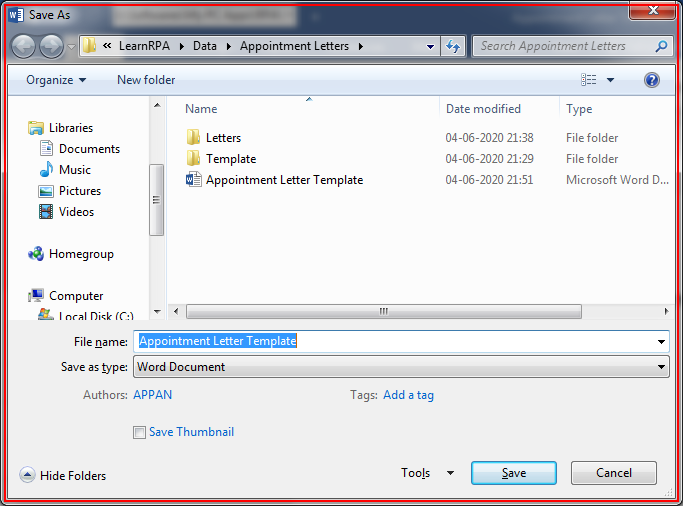 Save As
« LearnRPA Data Appointment Letters Search Appointment Letters
Organize New folder
Name Date modified Type
Libraries
Documents
Music
Pictures
Videos
Homegroup
Computer
Local Disk (C:)
Letters 04-06-2020 21:38 File folder
Template 04-06-2020 21:29 File folder
Appointment Letter Template 04-06-2020 21:51 Microsoft Word D...
File name: Appointment Letter Template
Save as type: Word Document
Authors: APPAN Tags: Add a tag
Save Thumbnail
Hide Folders Tools Save Cancel